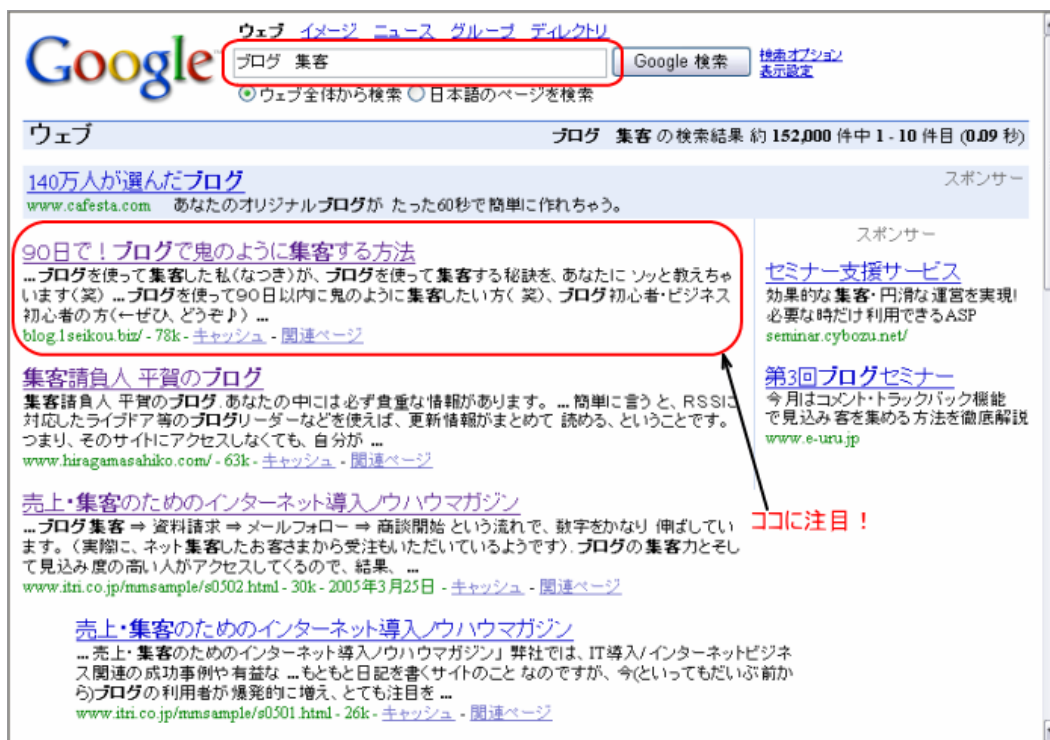 Google
ウェブ イメージ ニュース グループ ディレクトリ
ブログ 集客
Google 検索
検索オプション
表示設定
ウェブ全体から検索 日本語のページを検索
ウェブ
ブログ 集客 の検索結果 約 152,000 件中 1 - 10 件目 (0.09 秒)
140万人が選んだブログ
スポンサー
www.cafesta.com あなたのオリジナルブログが たった60秒で簡単に作れちゃう。
90日で！ブログで鬼のように集客する方法
...ブログを使って集客した私(なつき)が、ブログを使って集客する秘訣を、あなたに ソッと教えちゃ
います(笑) ...ブログを使って90日以内に鬼のように集客したい方( 笑)、ブログ初心者・ビジネス
初心者の方(←ぜひ、どうぞ♪) ...
blog.1seikou.biz/ - 78k - キャッシュ - 関連ページ
集客請負人 平賀のブログ
集客請負人 平賀のブログ. あなたの中には必ず貴重な情報があります。 ... 簡単に言うと、RSSに
対応したライブドア等のブログリーダーなどを使えば、更新情報がまとめて 読める、ということです。
つまり、そのサイトにアクセスしなくても、自分が ...
www.hiragamasahiko.com/ - 63k - キャッシュ - 関連ページ
売上・集客のためのインターネット導入ノウハウマガジン
...ブログ集客 ⇒ 資料請求 ⇒ メールフォロー ⇒ 商談開始 という流れで、数字をかなり 伸ばしてい
ます。(実際に、ネット集客したお客さまから受注もいただいているようです). ブログの集客力とそし
て見込み度の高い人がアクセスしてくるので、結果、 ...
www.itri.co.jp/mmsample/s0502.html - 30k - 2005年3月25日 - キャッシュ - 関連ページ
売上・集客のためのインターネット導入ノウハウマガジン
... 売上・集客のためのインターネット導入ノウハウマガジン」 弊社では、IT導入/インターネットビジネ
ス関連の成功事例や有益な ...もともと日記を書くサイトのこと なのですが、今(といってもだいぶ前か
ら)ブログの利用者が爆発的に増え、とても注目を ...
www.itri.co.jp/mmsample/s0501.html - 26k - キャッシュ - 関連ページ
スポンサー
セミナー支援サービス
効果的な集客・円滑な運営を実現!
必要な時だけ利用できるASP
seminar.cybozu.net/
第3回ブログセミナー
今月はコメント・トラックバック機能
で見込み客を集める方法を徹底解説
www.e-uru.jp
ココに注目！